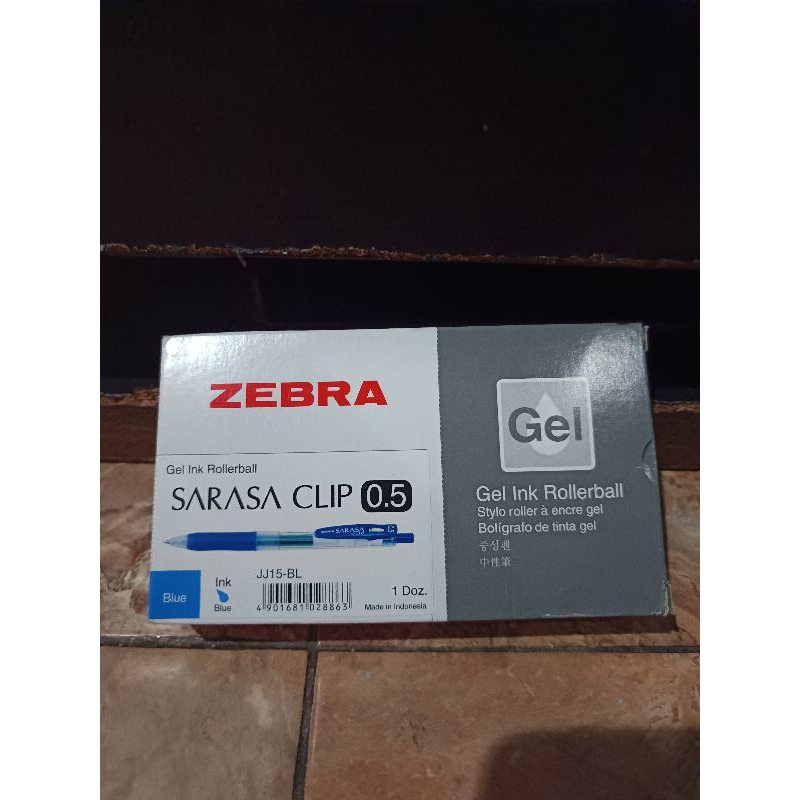 ZEBRA
Gel Ink Rollerball
SARASA CLIP 0.5
SARASA
JJ15-BL
Blue
Ink
Blue
4 901681 028863
1 Doz.
Made in Indonesia
Gel
Gel Ink Rollerball
Stylo roller à encre gel
Bolígrafo de tinta gel
중성펜
中性筆